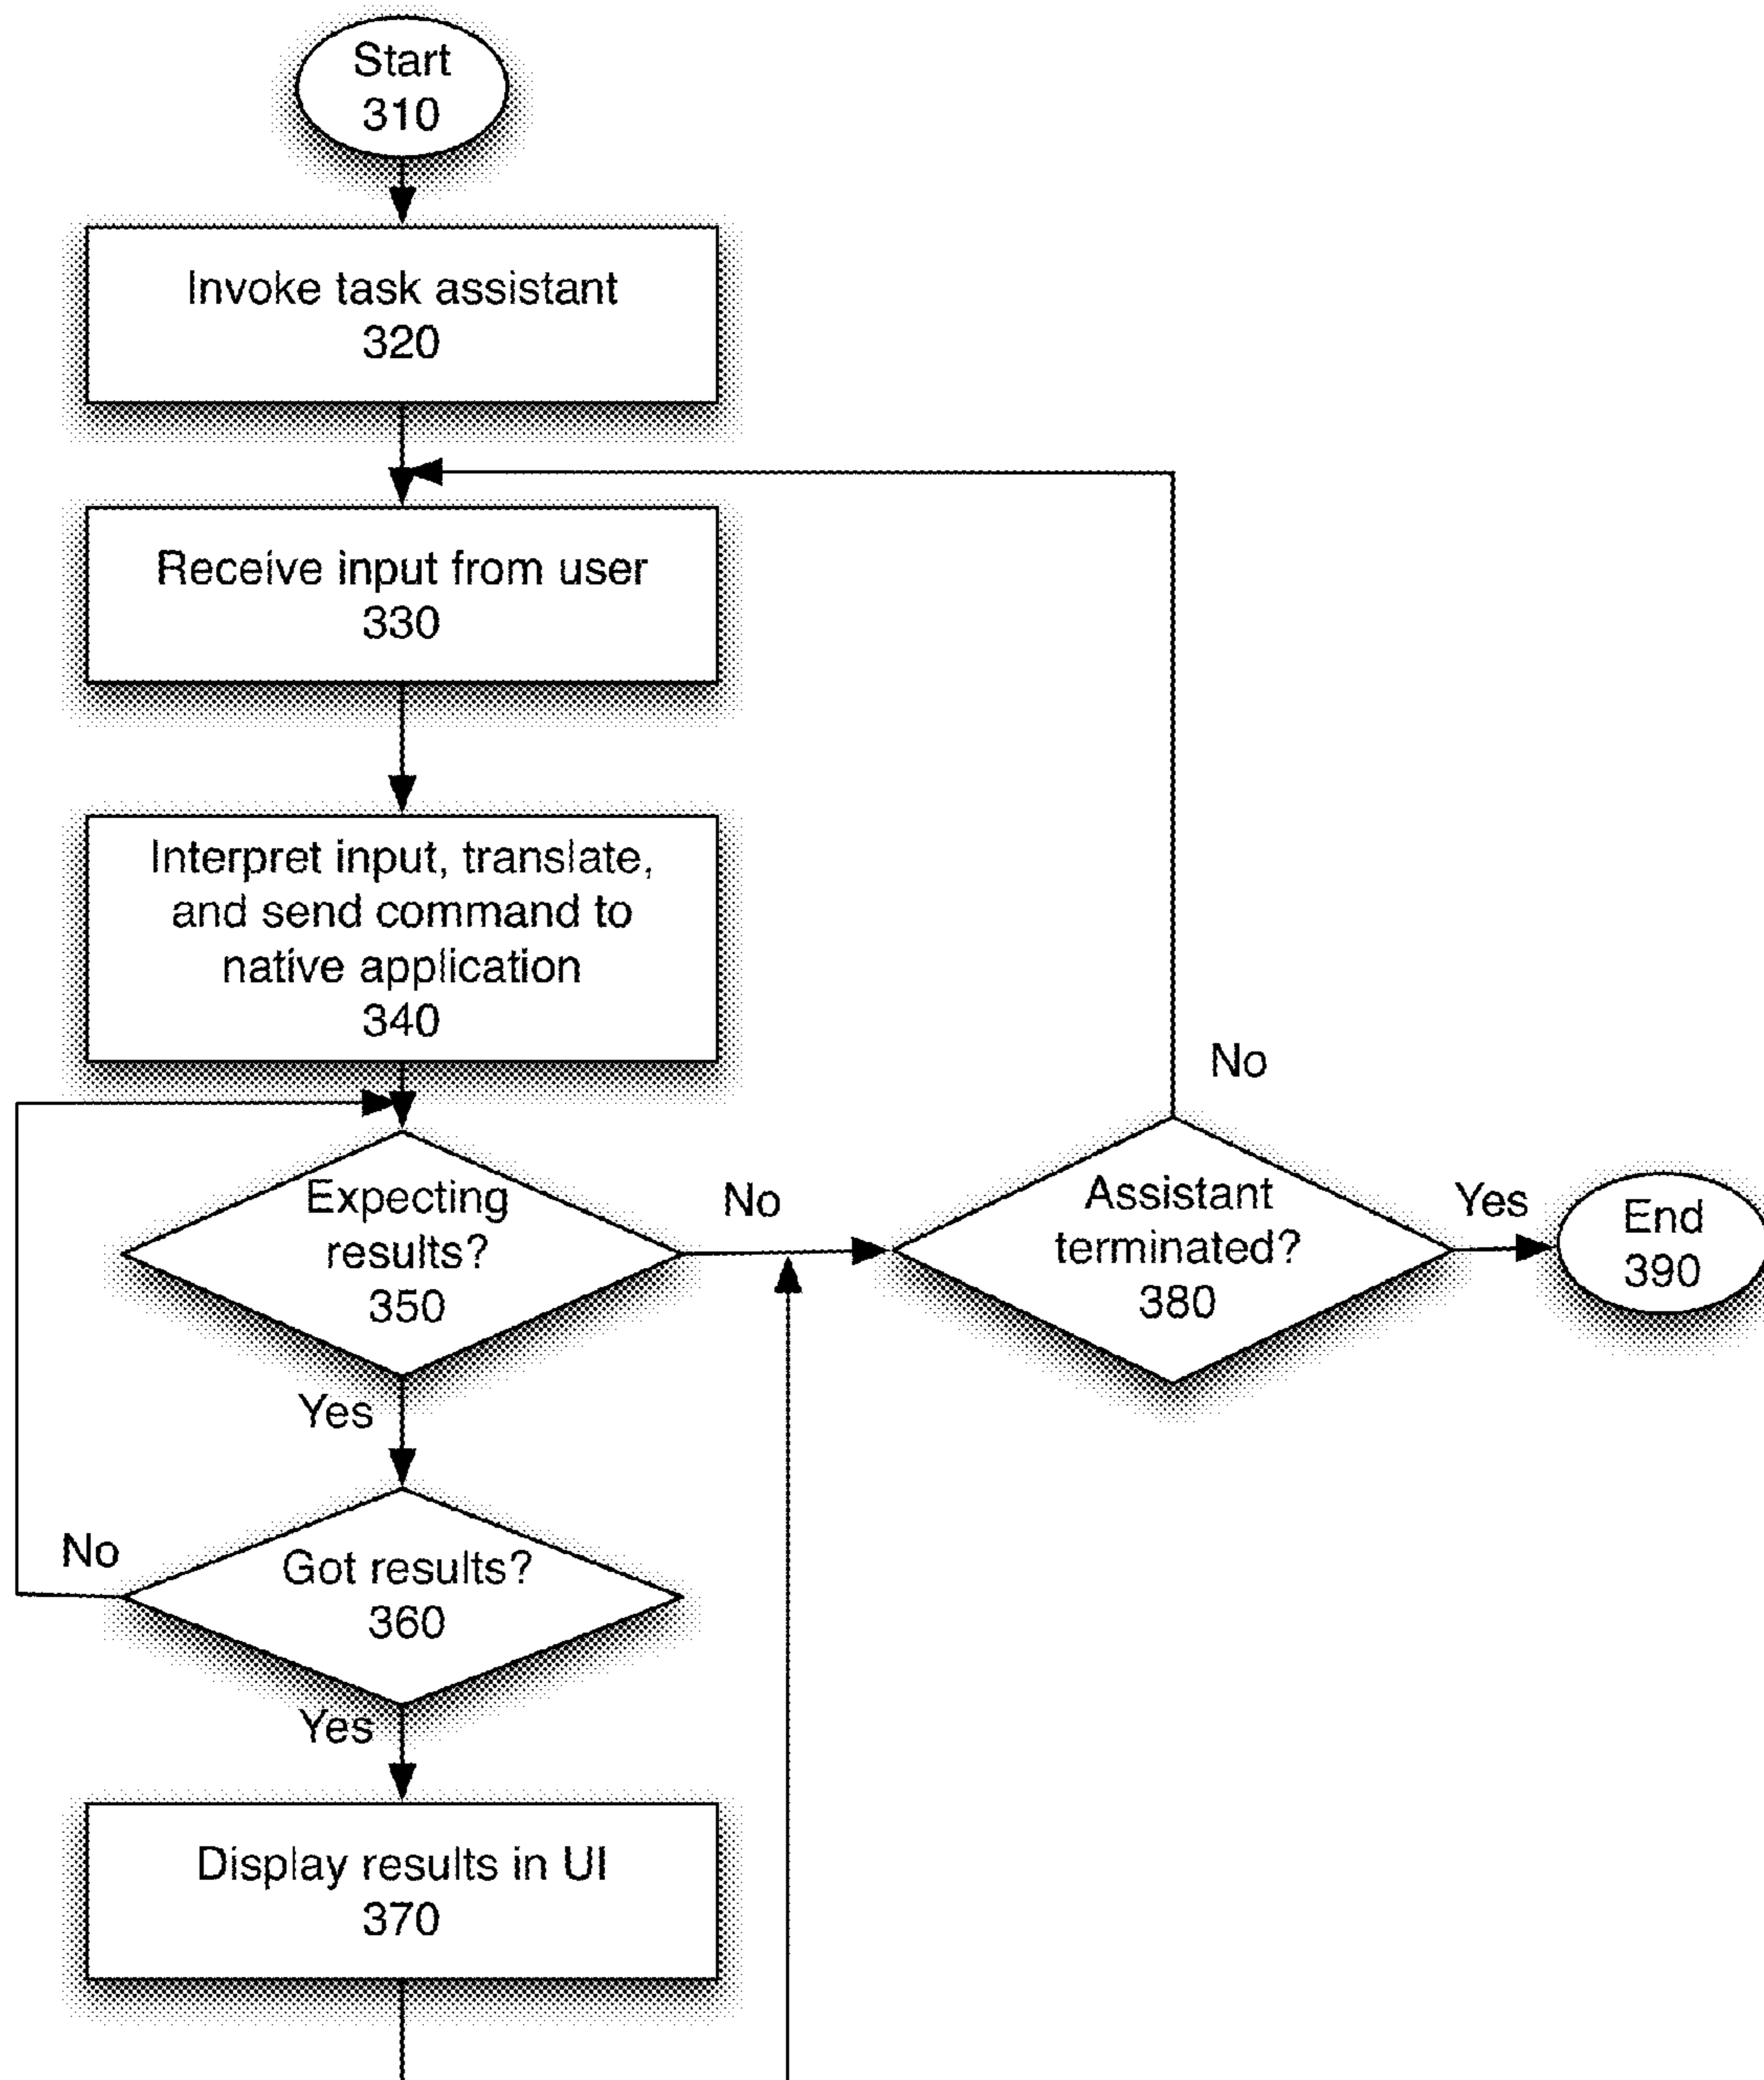 Start
310
Invoke task assistant
320
Receive input from user
330
Interpret input, translate,
and send command to
native application
340
No
Expecting
results?
350
No
Assistant
terminated?
380
Yes
End
390
Yes
No
Got results?
360
Yes
Display results in UI
370